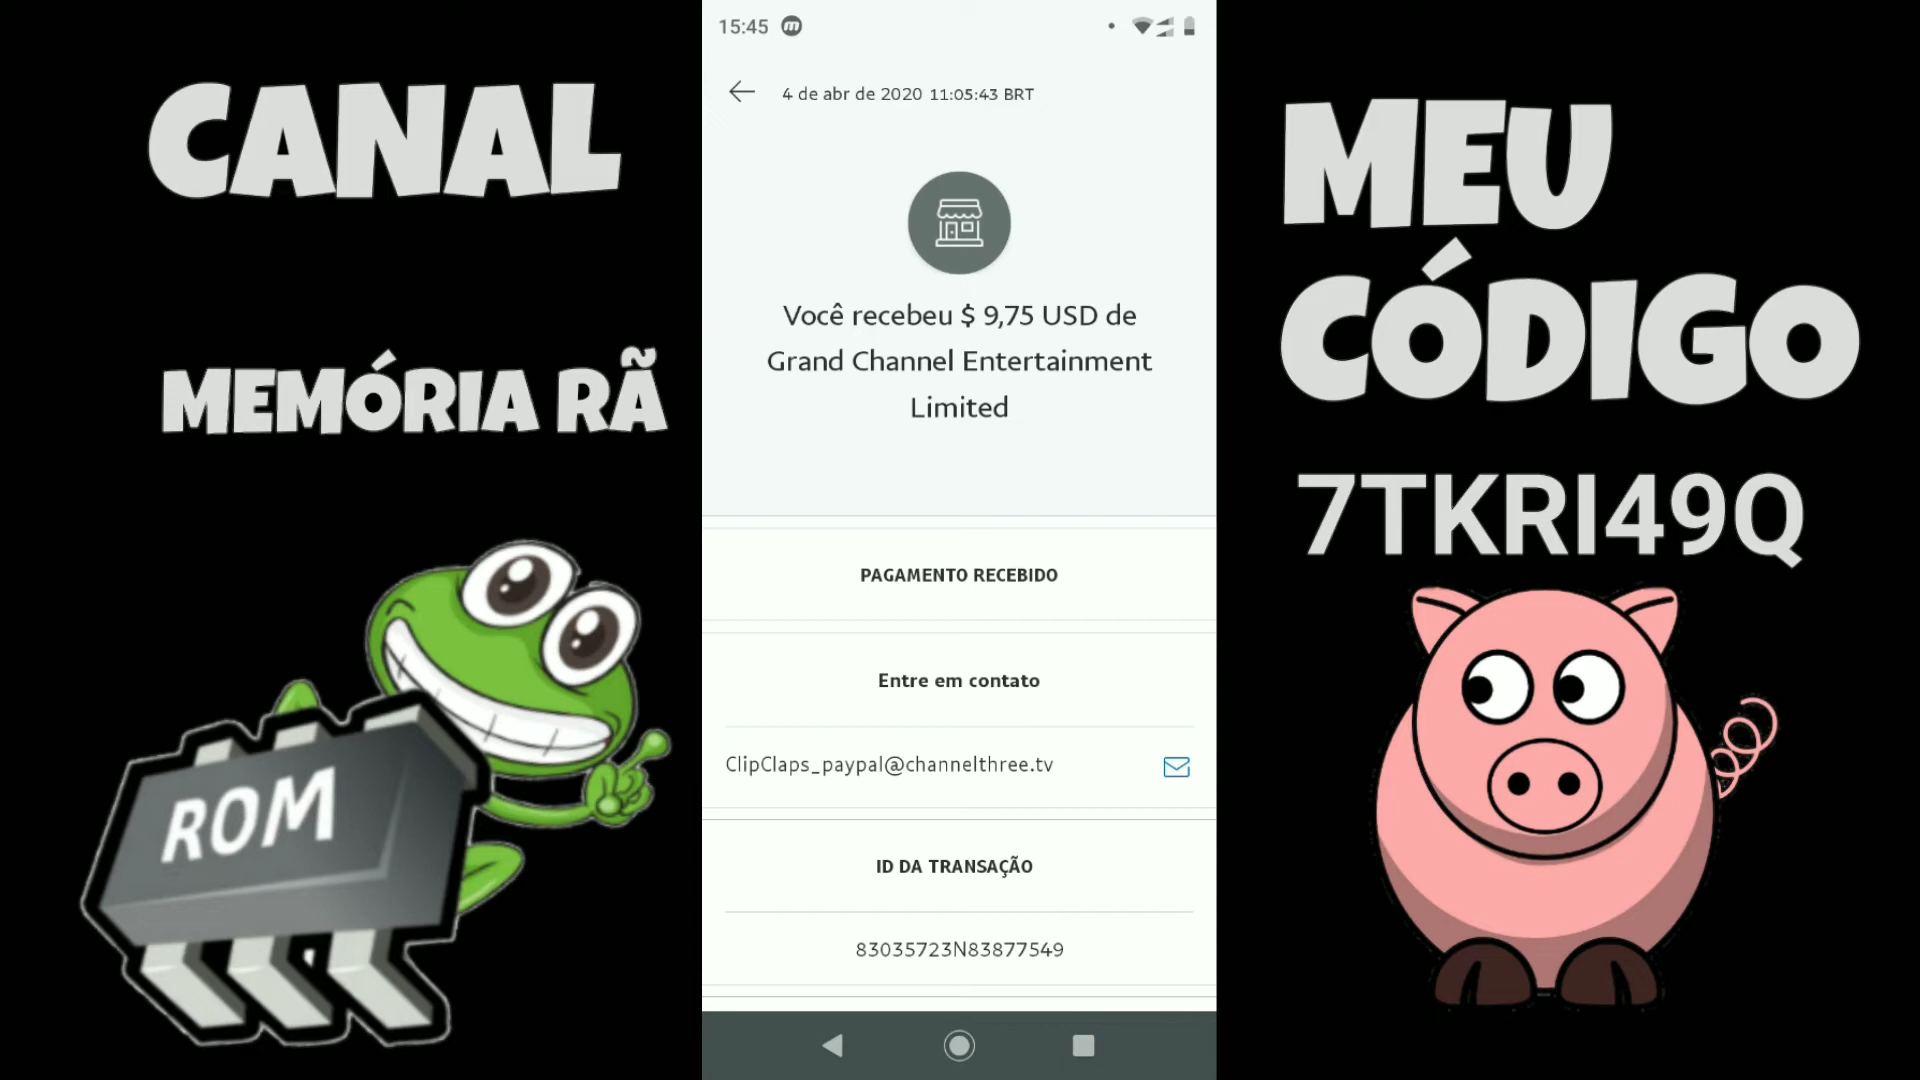 CANAL
MEMÓRIA RÃ
ROM
15:45 m
4 de abr de 2020 11:05:43 BRT
Você recebeu $ 9,75 USD de
Grand Channel Entertainment
Limited
PAGAMENTO RECEBIDO
Entre em contato
ClipClaps_paypal@channelthree.tv
ID DA TRANSAÇÃO
83035723N83877549
MEU
CÓDIGO
7TKRI49Q